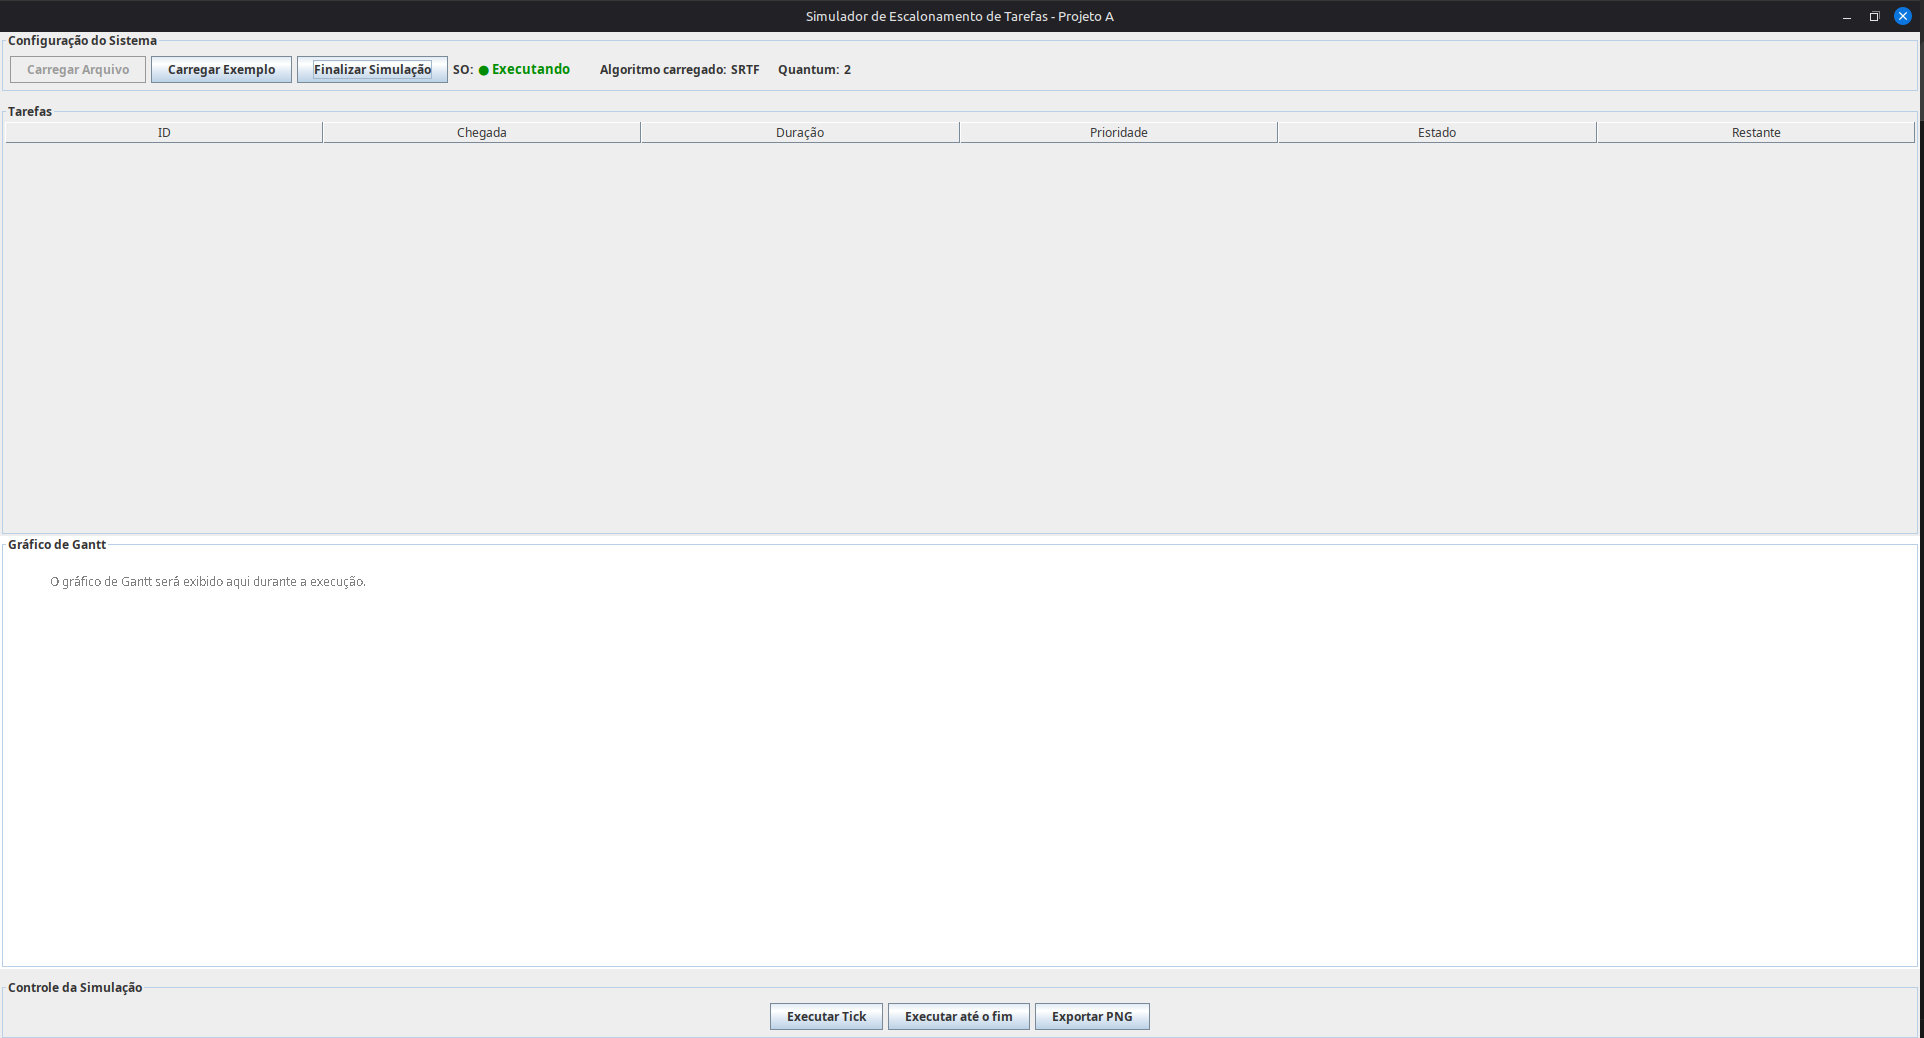 Simulador de Escalonamento de Tarefas - Projeto A
Configuração do Sistema
Carregar Arquivo Carregar Exemplo Finalizar Simulação SO: Executando Algoritmo carregado: SRTF Quantum: 2
Tarefas
ID Chegada Duração Prioridade Estado Restante
Gráfico de Gantt
O gráfico de Gantt será exibido aqui durante a execução.
Controle da Simulação
Executar Tick Executar até o fim Exportar PNG